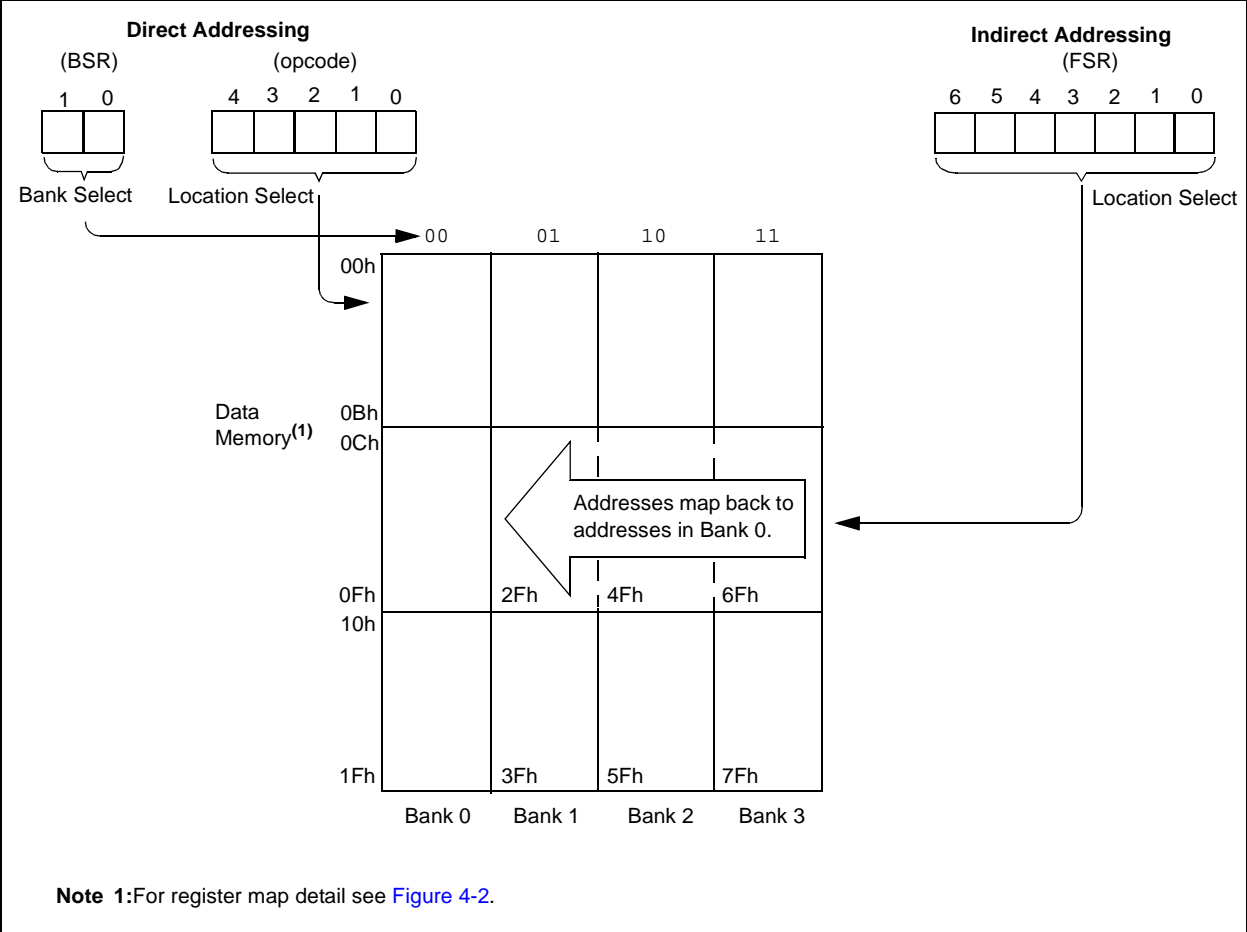 Direct Addressing
(BSR) (opcode)
1 0 4 3 2 1 0
Bank Select Location Select
Indirect Addressing
(FSR)
6 5 4 3 2 1 0
Location Select
00 01 10 11
00h
Data
Memory(1)
0Bh
0Ch
Addresses map back to
addresses in Bank 0.
0Fh 2Fh 4Fh 6Fh
10h
1Fh 3Fh 5Fh 7Fh
Bank 0 Bank 1 Bank 2 Bank 3
Note 1:For register map detail see Figure 4-2.